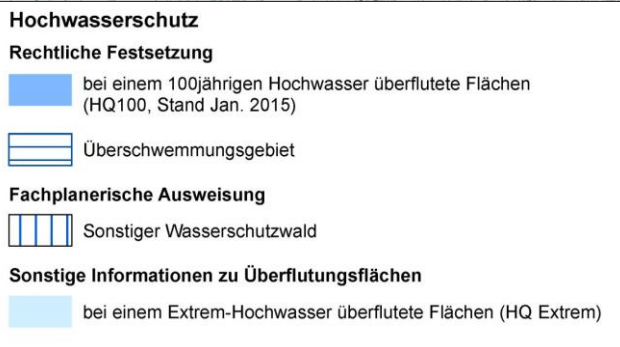 Hochwasserschutz
Rechtliche Festsetzung
bei einem 100jährigen Hochwasser überflutete Flächen
(HQ100, Stand Jan. 2015)
Überschwemmungsgebiet
Fachplanerische Ausweisung
Sonstiger Wasserschutzwald
Sonstige Informationen zu Überflutungsflächen
bei einem Extrem-Hochwasser überflutete Flächen (HQ Extrem)